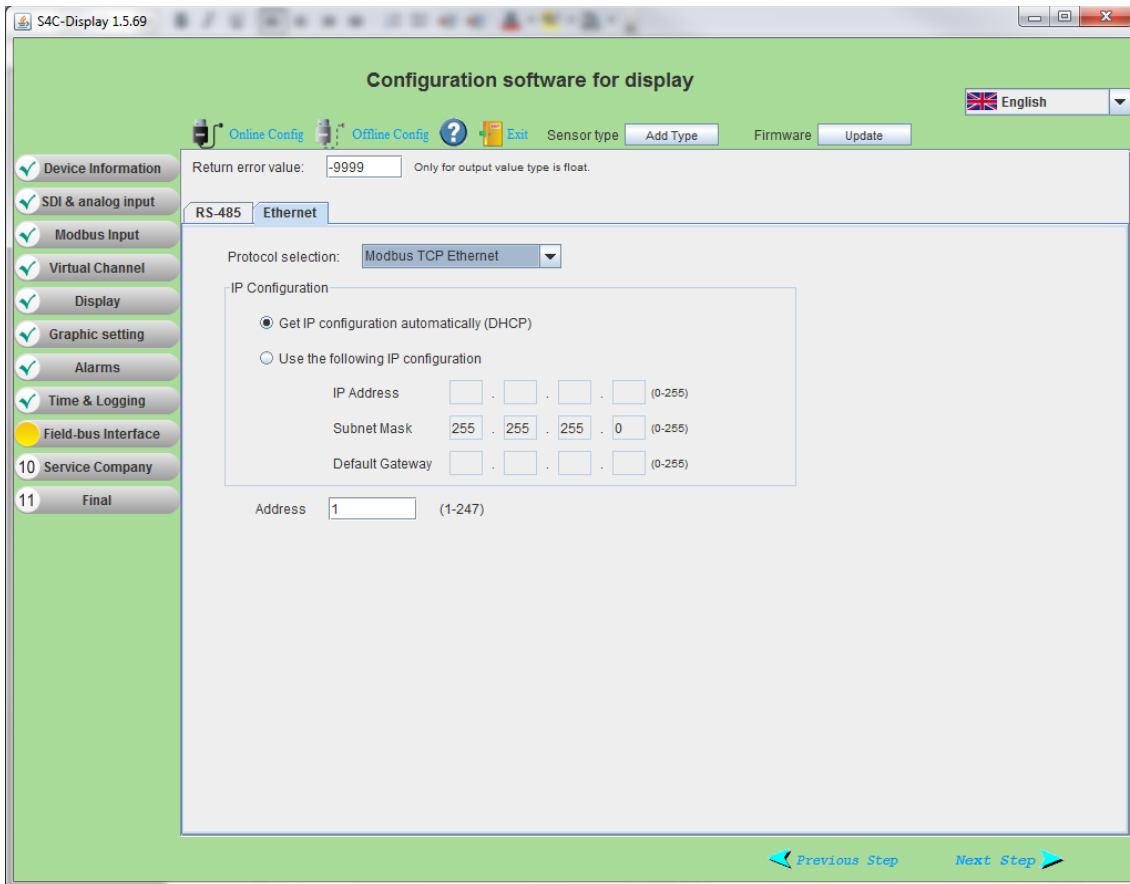 S4C-Display 1.5.69
Configuration software for display
English
Online Config Offline Config ? Exit Sensor type Add Type Firmware Update
Device Information
SDI & analog input
Modbus Input
Virtual Channel
Display
Graphic setting
Alarms
Time & Logging
Field-bus Interface
10 Service Company
11 Final
Return error value: -9999 Only for output value type is float.
RS-485 Ethernet
Protocol selection: Modbus TCP Ethernet
IP Configuration
Get IP configuration automatically (DHCP)
Use the following IP configuration
IP Address . . . (0-255)
Subnet Mask 255 . 255 . 255 . 0 (0-255)
Default Gateway . . . (0-255)
Address 1 (1-247)
Previous Step Next Step